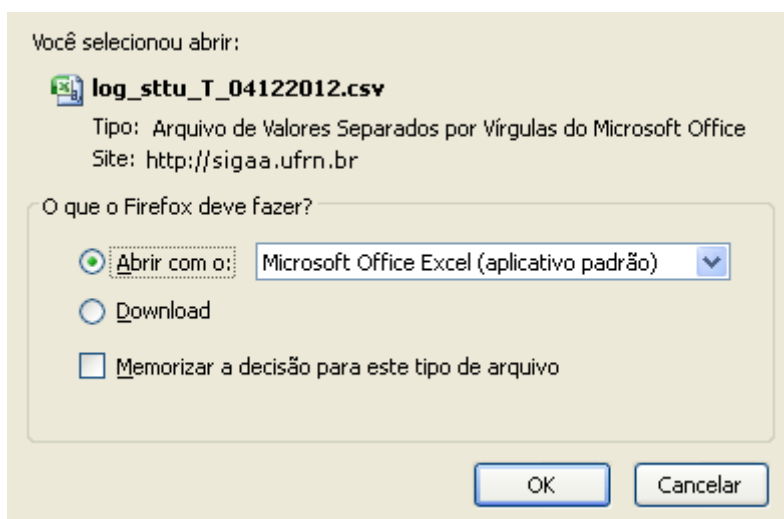 Você selecionou abrir:
log_sttu_T_04122012.csv
Tipo: Arquivo de Valores Separados por Vírgulas do Microsoft Office
Site: http://sigaa.ufrn.br
O que o Firefox deve fazer?
Abrir com o: Microsoft Office Excel (aplicativo padrão)
Download
Memorizar a decisão para este tipo de arquivo
OK Cancelar